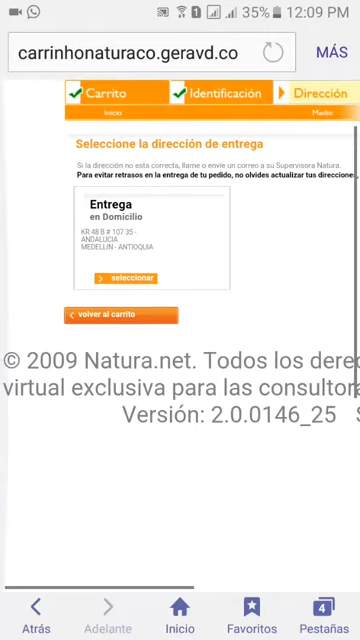 35% 12:09 PM
carrinhonaturaco.geravd.co
MÁS
Carrito
Identificación
Dirección
Inicio
Medio
Seleccione la dirección de entrega
Si la dirección no esta correcta, llame o envíe un correo a su Supervisora Natura.
Para evitar retrasos en la entrega de tu pedido, no olvides actualizar tus direccione
Entrega
en Domicilio
KR 48 B # 107 35 -
ANDALUCIA
MEDELLIN - ANTIOQUIA
seleccionar
volver al carrito
© 2009 Natura.net. Todos los dere
virtual exclusiva para las consultor
Versión: 2.0.0146_25 S
Atrás
Adelante
Inicio
Favoritos
4
Pestañas